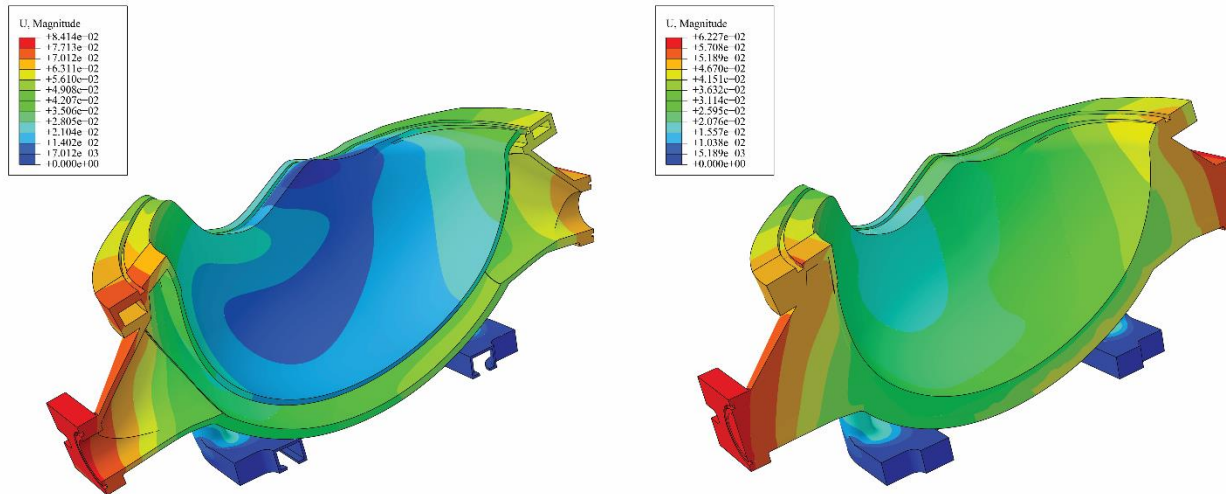 U, Magnitude
+8.414e−02
+7.713e−02
+7.012e−02
+6.311e−02
+5.610e−02
+4.908e−02
+4.207e−02
+3.506e−02
+2.805e−02
+2.104e−02
+1.402e−02
+7.012e−03
+0.000e+00
U, Magnitude
+6.227e−02
+5.708e−02
+5.189e−02
+4.670e−02
+4.151e−02
+3.632e−02
+3.114e−02
+2.595e−02
+2.076e−02
+1.557e−02
+1.038e−02
+5.189e−03
+0.000e+00